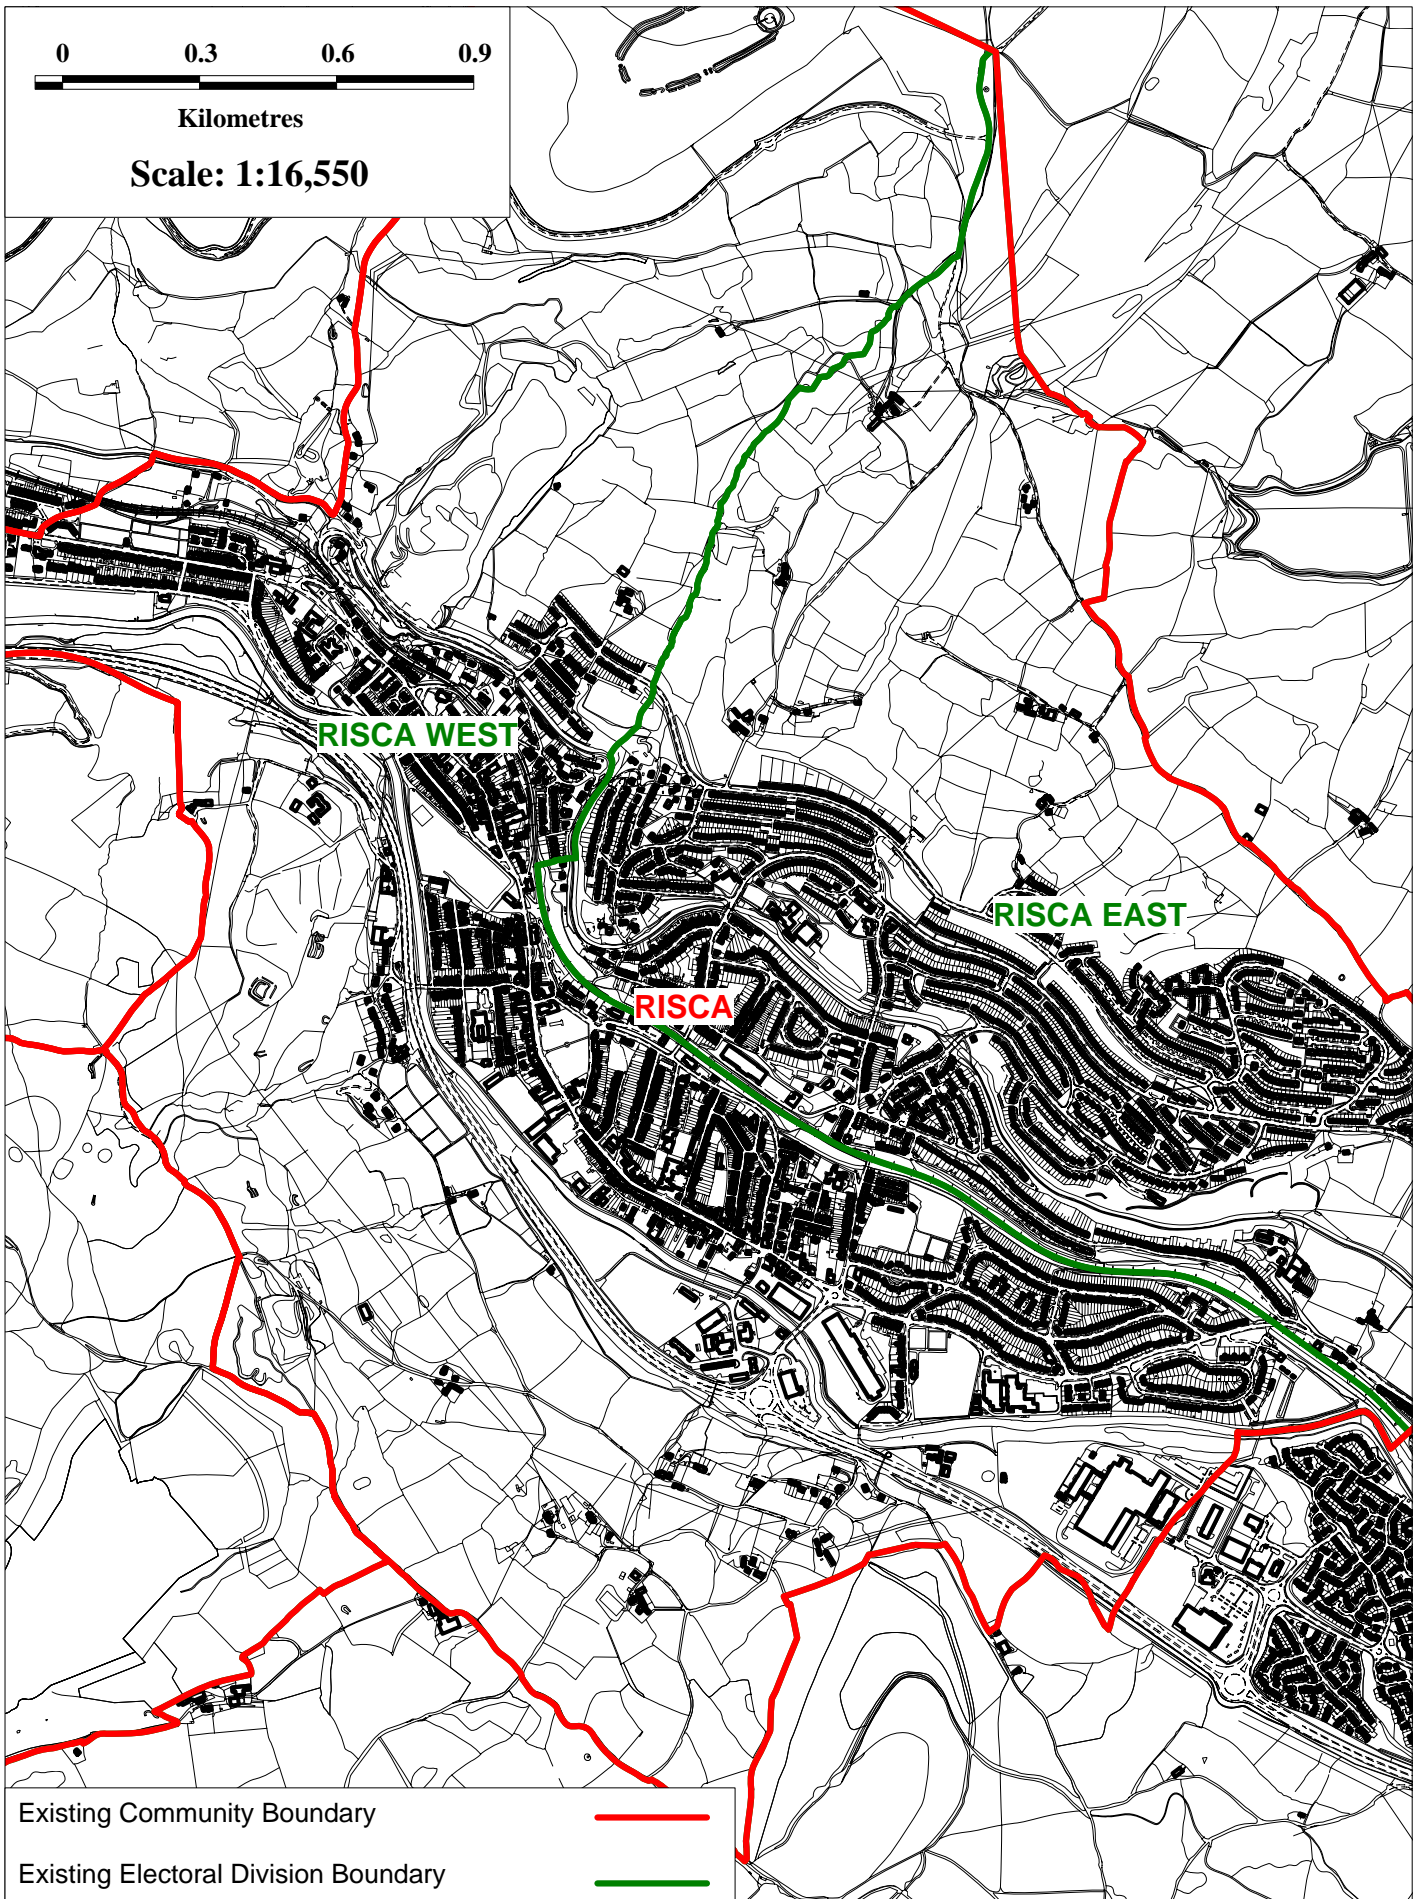 0 0.3 0.6 0.9
Kilometres
Scale: 1:16,550
RISCA WEST
RISCA EAST
RISCA
Existing Community Boundary
Existing Electoral Division Boundary